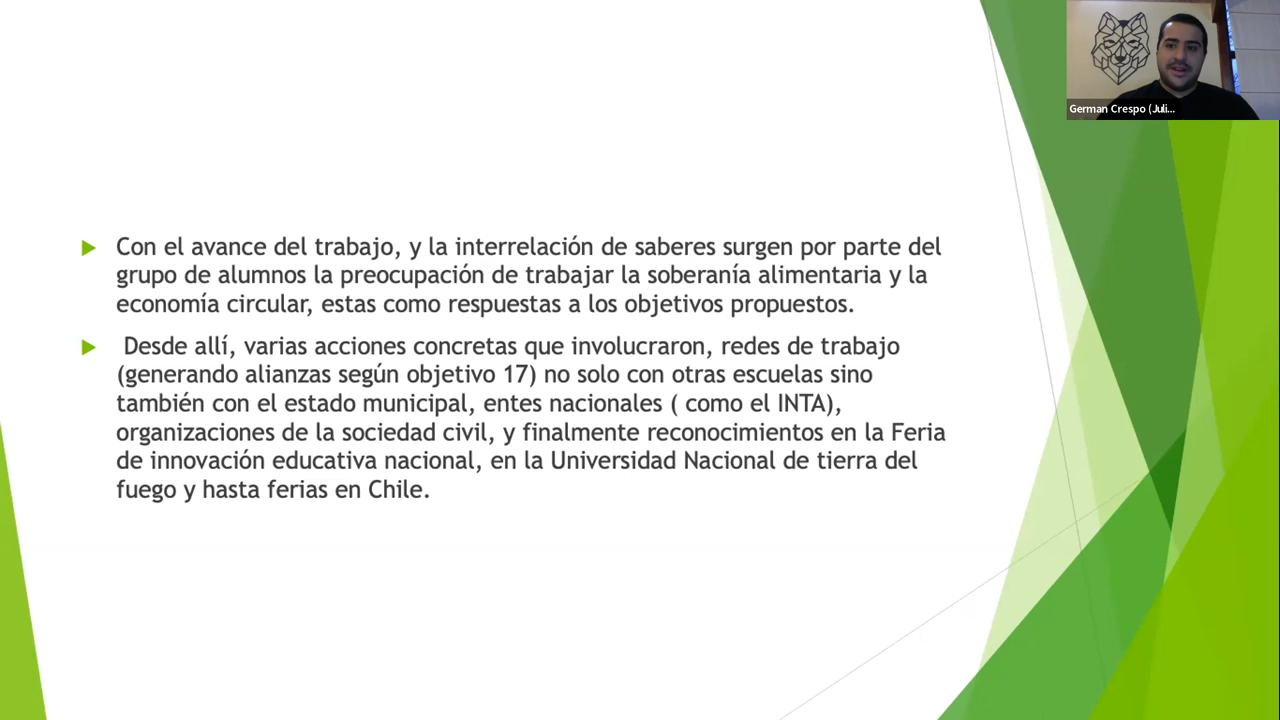 German Crespo (Juli...
Con el avance del trabajo, y la interrelación de saberes surgen por parte del
grupo de alumnos la preocupación de trabajar la soberanía alimentaria y la
economía circular, estas como respuestas a los objetivos propuestos.
Desde allí, varias acciones concretas que involucraron, redes de trabajo
(generando alianzas según objetivo 17) no solo con otras escuelas sino
también con el estado municipal, entes nacionales ( como el INTA),
organizaciones de la sociedad civil, y finalmente reconocimientos en la Feria
de innovación educativa nacional, en la Universidad Nacional de tierra del
fuego y hasta ferias en Chile.